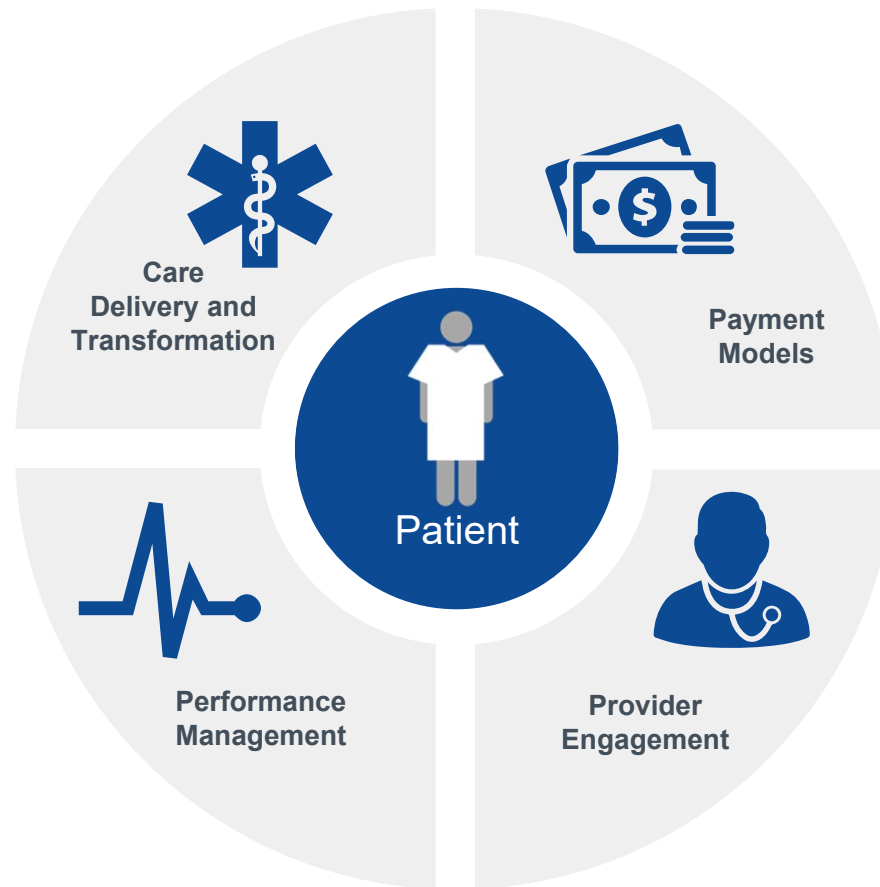 Care
Delivery and
Transformation
$
Payment
Models
Patient
Performance
Management
Provider
Engagement